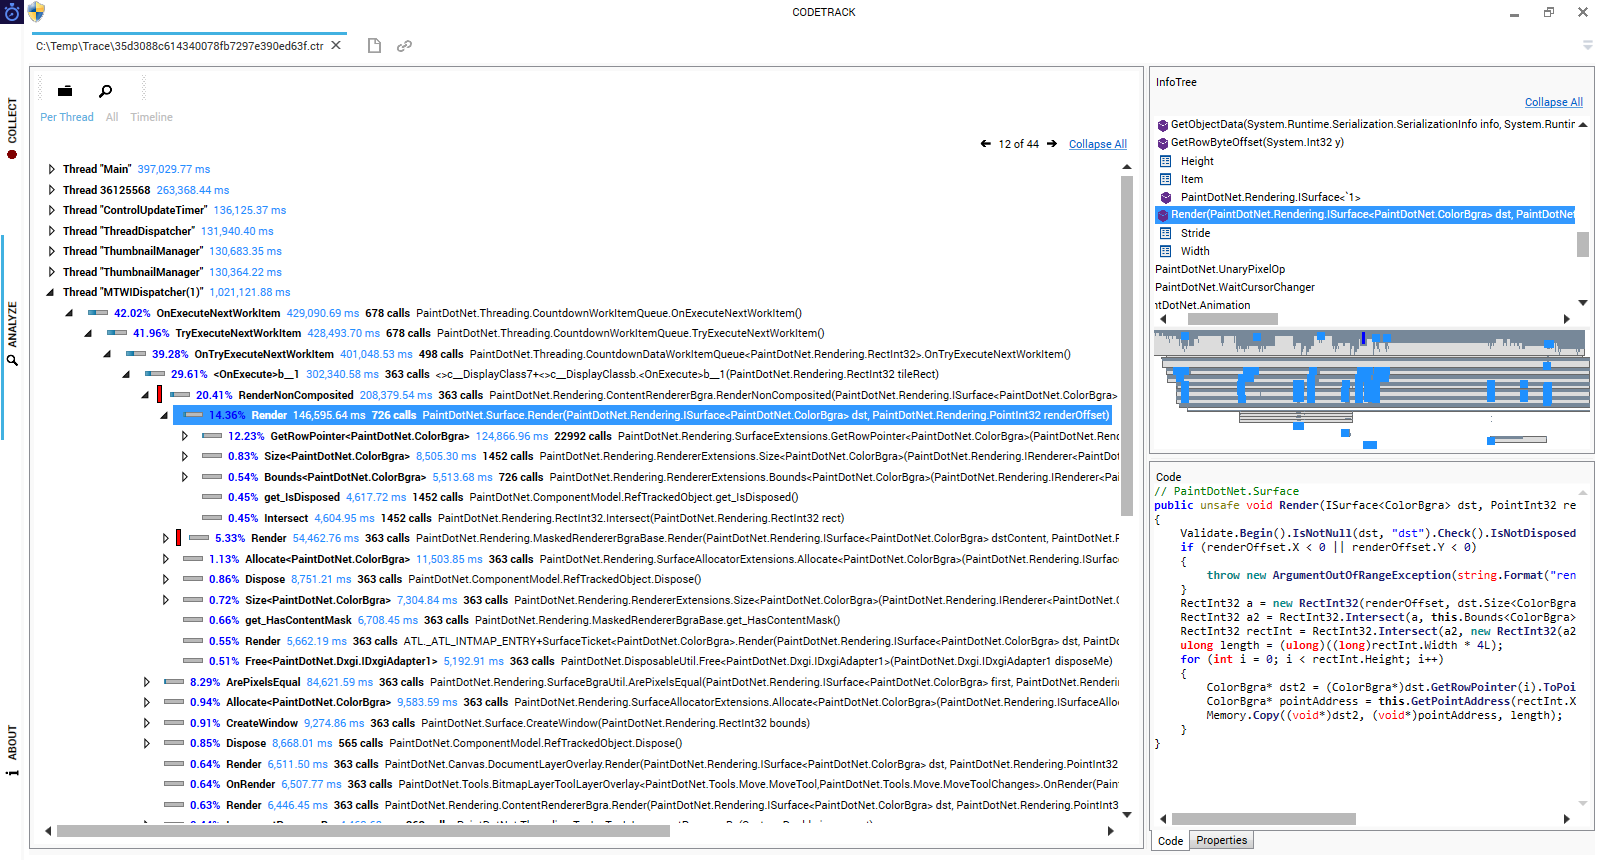 CODETRACK
C:\Temp\Trace\35d3088c614340078fb7297e390ed63f.ctr
COLLECT
ANALYZE
ABOUT
Per Thread All Timeline
12 of 44 Collapse All
Thread "Main" 397,029.77 ms
Thread 36125568 263,368.44 ms
Thread "ControlUpdateTimer" 136,125.37 ms
Thread "ThreadDispatcher" 131,940.40 ms
Thread "ThumbnailManager" 130,683.35 ms
Thread "ThumbnailManager" 130,364.22 ms
Thread "MTWIDispatcher(1)" 1,021,121.88 ms
42.02% OnExecuteNextWorkItem 429,090.69 ms 678 calls PaintDotNet.Threading.CountdownWorkItemQueue.OnExecuteNextWorkItem()
41.96% TryExecuteNextWorkItem 428,493.70 ms 678 calls PaintDotNet.Threading.CountdownWorkItemQueue.TryExecuteNextWorkItem()
39.28% OnTryExecuteNextWorkItem 401,048.53 ms 498 calls PaintDotNet.Threading.CountdownDataWorkItemQueue<PaintDotNet.Rendering.RectInt32>.OnTryExecuteNextWorkItem()
29.61% <OnExecute>b__1 302,340.58 ms 363 calls <>c__DisplayClass7+<>c__DisplayClassb.<OnExecute>b__1(PaintDotNet.Rendering.RectInt32 tileRect)
20.41% RenderNonComposited 208,379.54 ms 363 calls PaintDotNet.Rendering.ContentRendererBgra.RenderNonComposited(PaintDotNet.Rendering.ISurface<PaintDotNet.ColorBgra>
14.36% Render 146,595.64 ms 726 calls PaintDotNet.Surface.Render(PaintDotNet.Rendering.ISurface<PaintDotNet.ColorBgra> dst, PaintDotNet.Rendering.PointInt32 renderOffset)
12.23% GetRowPointer<PaintDotNet.ColorBgra> 124,866.96 ms 22992 calls PaintDotNet.Rendering.SurfaceExtensions.GetRowPointer<PaintDotNet.ColorBgra>(PaintDotNet.Rend
0.83% Size<PaintDotNet.ColorBgra> 8,505.30 ms 1452 calls PaintDotNet.Rendering.RendererExtensions.Size<PaintDotNet.ColorBgra>(PaintDotNet.Rendering.IRenderer<PaintDot
0.54% Bounds<PaintDotNet.ColorBgra> 5,513.68 ms 726 calls PaintDotNet.Rendering.RendererExtensions.Bounds<PaintDotNet.ColorBgra>(PaintDotNet.Rendering.IRenderer<PaintDot
0.45% get_IsDisposed 4,617.72 ms 1452 calls PaintDotNet.ComponentModel.RefTrackedObject.get_IsDisposed()
0.45% Intersect 4,604.95 ms 1452 calls PaintDotNet.Rendering.RectInt32.Intersect(PaintDotNet.Rendering.RectInt32 rect)
5.33% Render 54,462.76 ms 363 calls PaintDotNet.Rendering.MaskedRendererBgraBase.Render(PaintDotNet.Rendering.ISurface<PaintDotNet.ColorBgra> dstContent, PaintDotNet.F
1.13% Allocate<PaintDotNet.ColorBgra> 11,503.85 ms 363 calls PaintDotNet.Rendering.SurfaceAllocatorExtensions.Allocate<PaintDotNet.ColorBgra>(PaintDotNet.Rendering.ISurfac
0.86% Dispose 8,751.21 ms 363 calls PaintDotNet.ComponentModel.RefTrackedObject.Dispose()
0.72% Size<PaintDotNet.ColorBgra> 7,304.84 ms 363 calls PaintDotNet.Rendering.RendererExtensions.Size<PaintDotNet.ColorBgra>(PaintDotNet.Rendering.IRenderer<PaintDotNet.C
0.66% get_HasContentMask 6,708.45 ms 363 calls PaintDotNet.Rendering.MaskedRendererBgraBase.get_HasContentMask()
0.55% Render 5,662.19 ms 363 calls ATL._ATL_INTMAP_ENTRY+SurfaceTicket<PaintDotNet.ColorBgra>.Render(PaintDotNet.Rendering.ISurface<PaintDotNet.ColorBgra> dst, PaintDo
0.51% Free<PaintDotNet.Dxgi.IDxgiAdapter1> 5,192.91 ms 363 calls PaintDotNet.DisposableUtil.Free<PaintDotNet.Dxgi.IDxgiAdapter1>(PaintDotNet.Dxgi.IDxgiAdapter1 disposeMe)
8.29% ArePixelsEqual 84,621.59 ms 363 calls PaintDotNet.Rendering.SurfaceBgraUtil.ArePixelsEqual(PaintDotNet.Rendering.ISurface<PaintDotNet.ColorBgra> first, PaintDotNet.Rendering
0.94% Allocate<PaintDotNet.ColorBgra> 9,583.59 ms 363 calls PaintDotNet.Rendering.SurfaceAllocatorExtensions.Allocate<PaintDotNet.ColorBgra>(PaintDotNet.Rendering.ISurfaceAlloc
0.91% CreateWindow 9,274.86 ms 363 calls PaintDotNet.Surface.CreateWindow(PaintDotNet.Rendering.RectInt32 bounds)
0.85% Dispose 8,668.01 ms 565 calls PaintDotNet.ComponentModel.RefTrackedObject.Dispose()
0.64% Render 6,511.50 ms 363 calls PaintDotNet.Canvas.DocumentLayerOverlay.Render(PaintDotNet.Rendering.ISurface<PaintDotNet.ColorBgra> dst, PaintDotNet.Rendering.PointInt32
0.64% OnRender 6,507.77 ms 363 calls PaintDotNet.Tools.BitmapLayerToolLayerOverlay<PaintDotNet.Tools.Move.MoveTool,PaintDotNet.Tools.Move.MoveToolChanges>.OnRender(Paint
0.63% Render 6,446.45 ms 363 calls PaintDotNet.Rendering.ContentRendererBgra.Render(PaintDotNet.Rendering.ISurface<PaintDotNet.ColorBgra> dst, PaintDotNet.Rendering.PointInt3
InfoTree
Collapse All
GetObjectData(System.Runtime.Serialization.SerializationInfo info, System.Runtin
GetRowByteOffset(System.Int32 y)
Height
Item
PaintDotNet.Rendering.ISurface<`1>
Render(PaintDotNet.Rendering.ISurface<PaintDotNet.ColorBgra> dst, PaintDotNet
Stride
Width
PaintDotNet.UnaryPixelOp
PaintDotNet.WaitCursorChanger
ntDotNet.Animation
Code
// PaintDotNet.Surface
public unsafe void Render(ISurface<ColorBgra> dst, PointInt32 re
{
Validate.Begin().IsNotNull(dst, "dst").Check().IsNotDisposed
if (renderOffset.X < 0 || renderOffset.Y < 0)
{
throw new ArgumentOutOfRangeException(string.Format("ren
}
RectInt32 a = new RectInt32(renderOffset, dst.Size<ColorBgra
RectInt32 a2 = RectInt32.Intersect(a, this.Bounds<ColorBgra>
RectInt32 rectInt = RectInt32.Intersect(a2, new RectInt32(a2
ulong length = (ulong)((long)rectInt.Width * 4L);
for (int i = 0; i < rectInt.Height; i++)
{
ColorBgra* dst2 = (ColorBgra*)dst.GetRowPointer(i).ToPoi
ColorBgra* pointAddress = this.GetPointAddress(rectInt.X
Memory.Copy((void*)dst2, (void*)pointAddress, length);
}
}
Code Properties